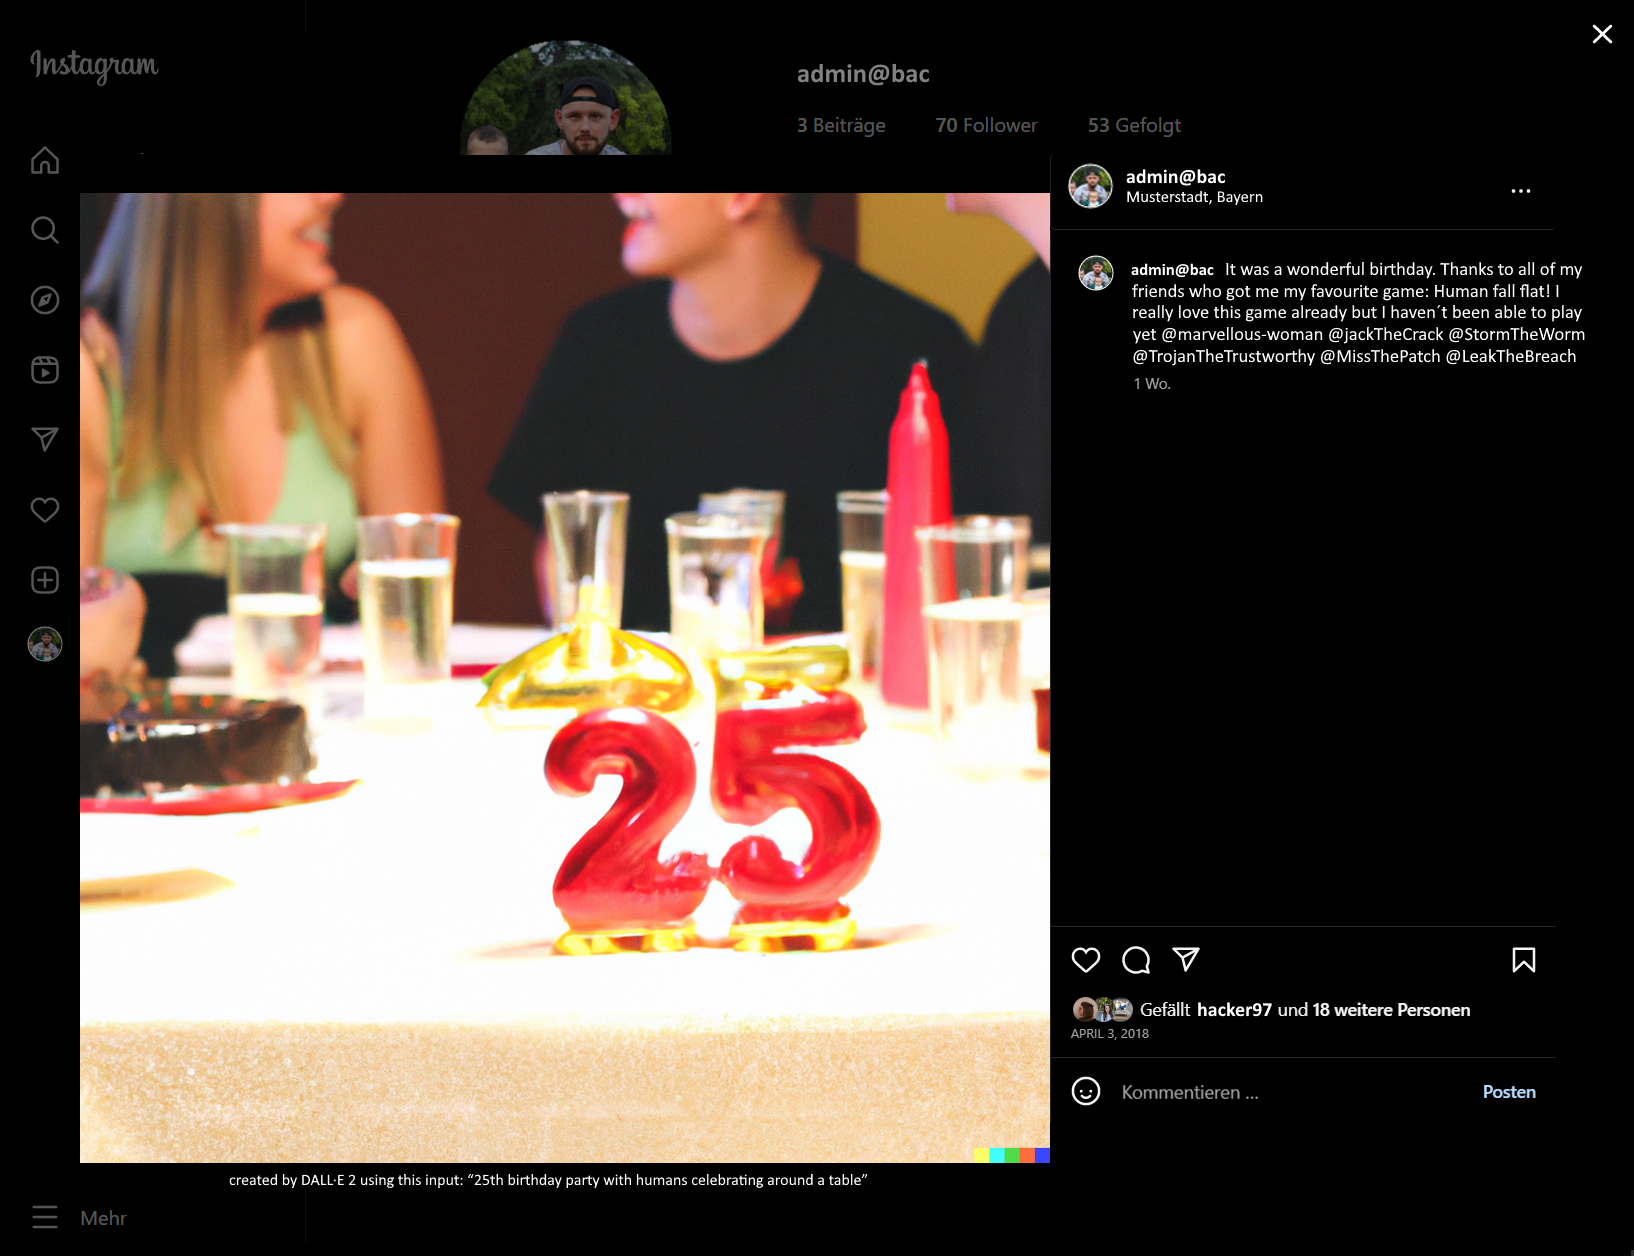 Instagram
admin@bac
3 Beiträge 70 Follower 53 Gefolgt
admin@bac
Musterstadt, Bayern
admin@bac It was a wonderful birthday. Thanks to all of my
friends who got me my favourite game: Human fall flat! I
really love this game already but I haven´t been able to play
yet @marvellous-woman @jackTheCrack @StormTheWorm
@TrojanTheTrustworthy @MissThePatch @LeakTheBreach
1 Wo.
25
Gefällt hacker97 und 18 weitere Personen
APRIL 3, 2018
Kommentieren ...
Posten
created by DALL·E 2 using this input: “25th birthday party with humans celebrating around a table”
Mehr